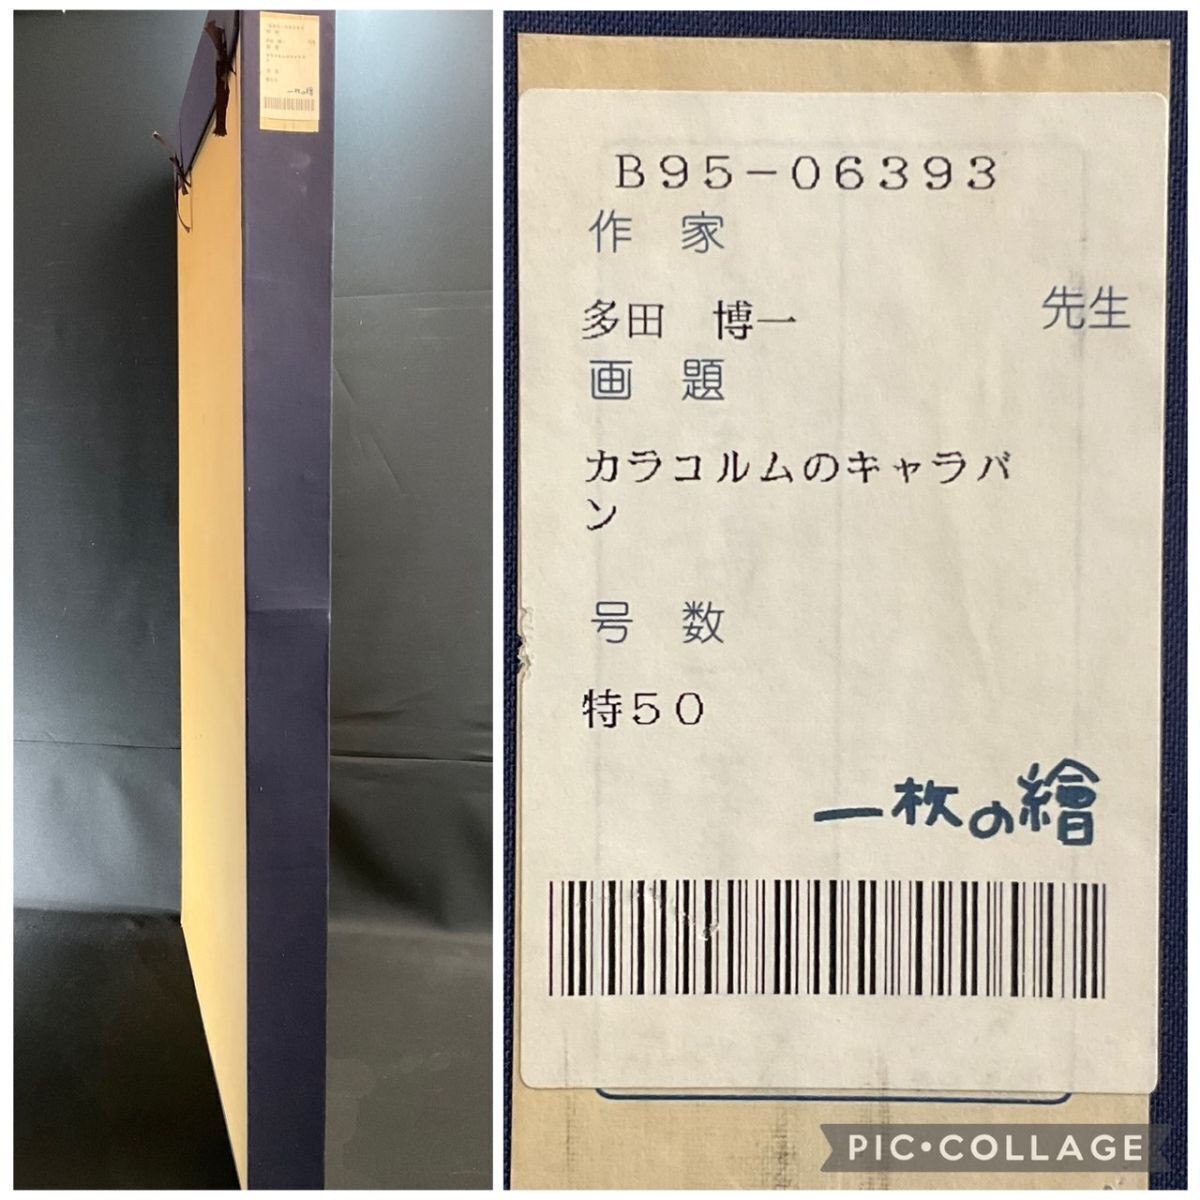 B95-06393
作家
多田 博一 先生
画題
カラコルムのキャラバ
ン
号数
特50
一枚の繪
PIC•COLLAGE